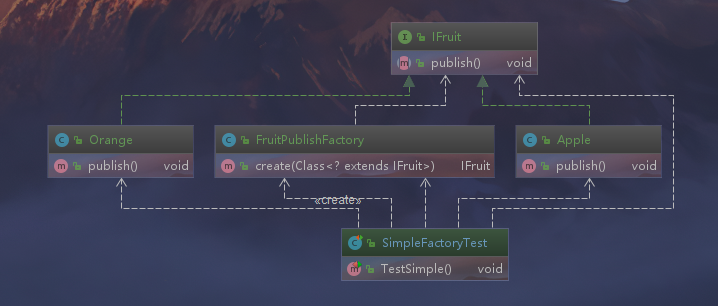 IFruit
publish() void
Orange
publish() void
FruitPublishFactory
create(Class<? extends IFruit>) IFruit
Apple
publish() void
«create»
SimpleFactoryTest
TestSimple() void